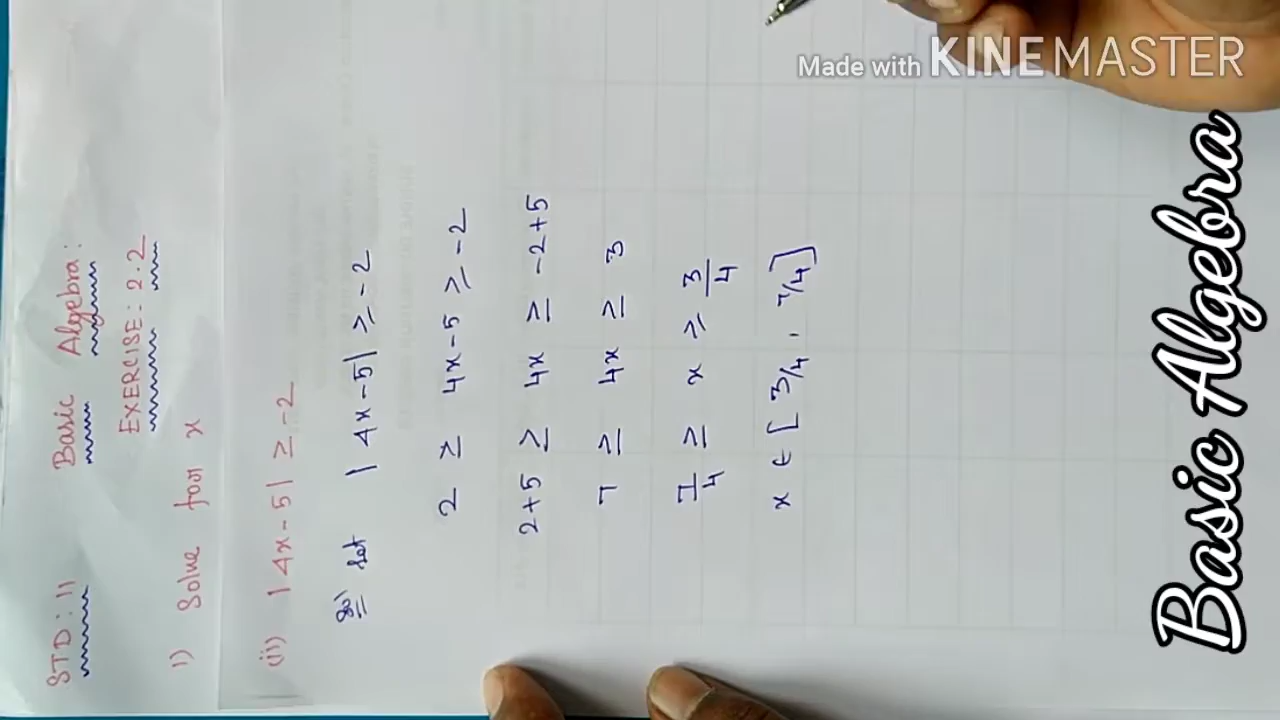 STD: 11 Basic Algebra:
EXERCISE: 2.2
1) Solve for x
(ii) |4x-5| ≥ -2
Sol Let |4x-5| ≥ -2
2 ≥ 4x-5 ≥ -2
2+5 ≥ 4x ≥ -2+5
7 ≥ 4x ≥ 3
7/4 ≥ x ≥ 3/4
x ∈ [3/4, 7/4]
Made with KINEMASTER
Basic Algebra